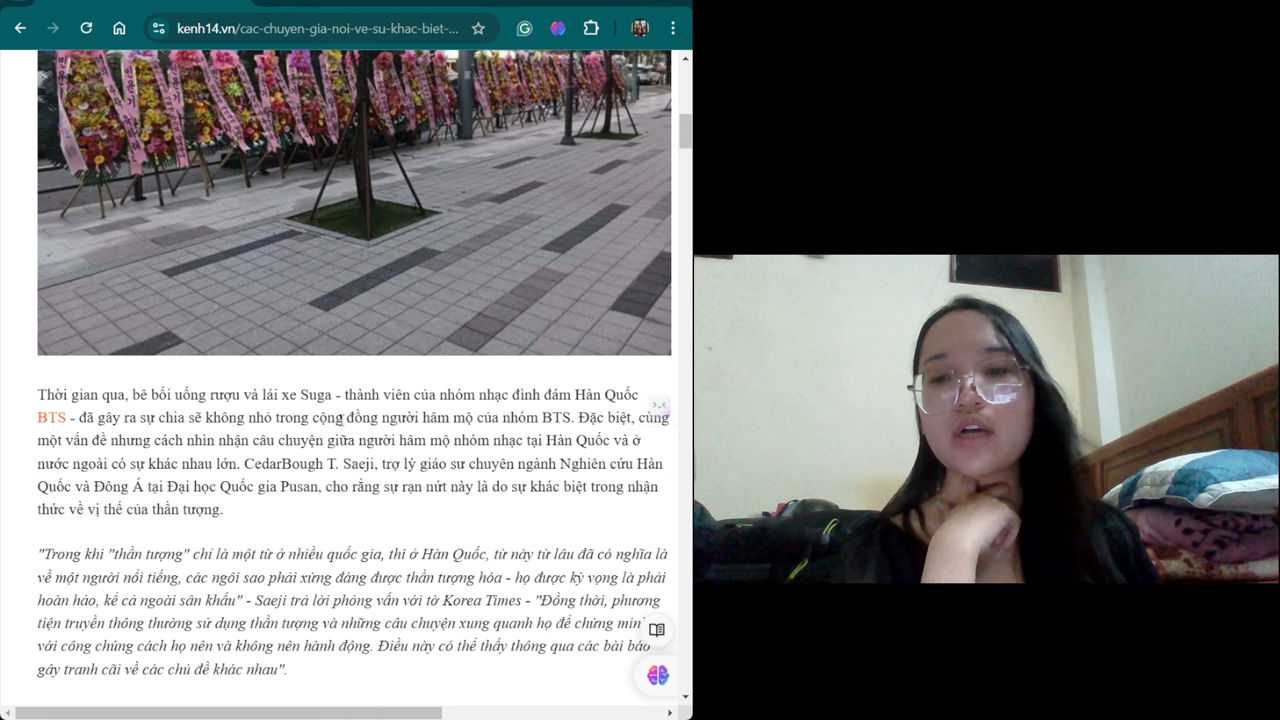 kenh14.vn/cac-chuyen-gia-noi-ve-su-khac-biet-...
Thời gian qua, bê bối uống rượu và lái xe Suga - thành viên của nhóm nhạc đình đám Hàn Quốc
BTS - đã gây ra sự chia sẽ không nhỏ trong cộng đồng người hâm mộ của nhóm BTS. Đặc biệt, cùng
một vấn đề nhưng cách nhìn nhận câu chuyện giữa người hâm mộ nhóm nhạc tại Hàn Quốc và ở
nước ngoài có sự khác nhau lớn. CedarBough T. Saeji, trợ lý giáo sư chuyên ngành Nghiên cứu Hàn
Quốc và Đông Á tại Đại học Quốc gia Pusan, cho rằng sự rạn nứt này là do sự khác biệt trong nhận
thức về vị thế của thần tượng.
"Trong khi "thần tượng" chỉ là một từ ở nhiều quốc gia, thì ở Hàn Quốc, từ này từ lâu đã có nghĩa là
về một người nổi tiếng, các ngôi sao phải xứng đáng được thần tượng hóa - họ được kỳ vọng là phải
hoàn hảo, kể cả ngoài sân khấu" - Saeji trả lời phỏng vấn với tờ Korea Times - "Đồng thời, phương
tiện truyền thông thường sử dụng thần tượng và những câu chuyện xung quanh họ để chứng min
với công chúng cách họ nên và không nên hành động. Điều này có thể thấy thông qua các bài báo
gây tranh cãi về các chủ đề khác nhau".